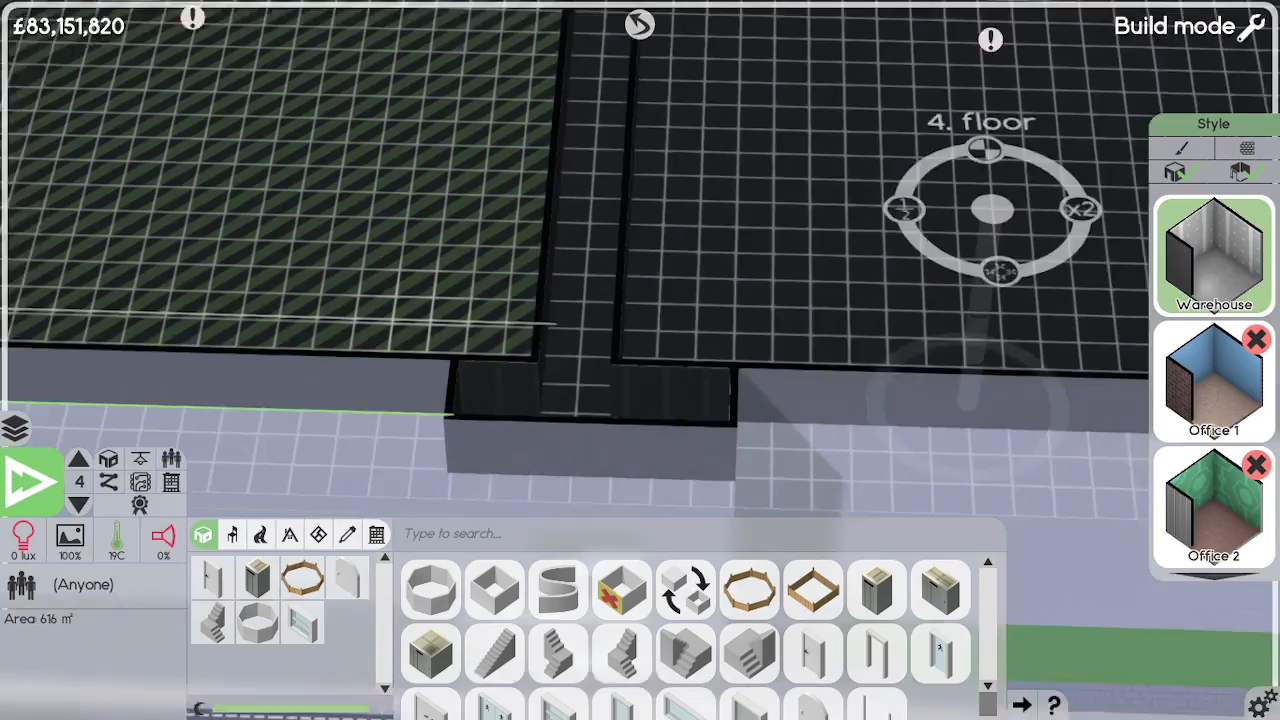 £83,151,820
Build mode
4. floor
x2
Style
Warehouse
Office 1
Office 2
4
0 lux
100%
19C
0%
(Anyone)
Area: 616 m²
Type to search...
?